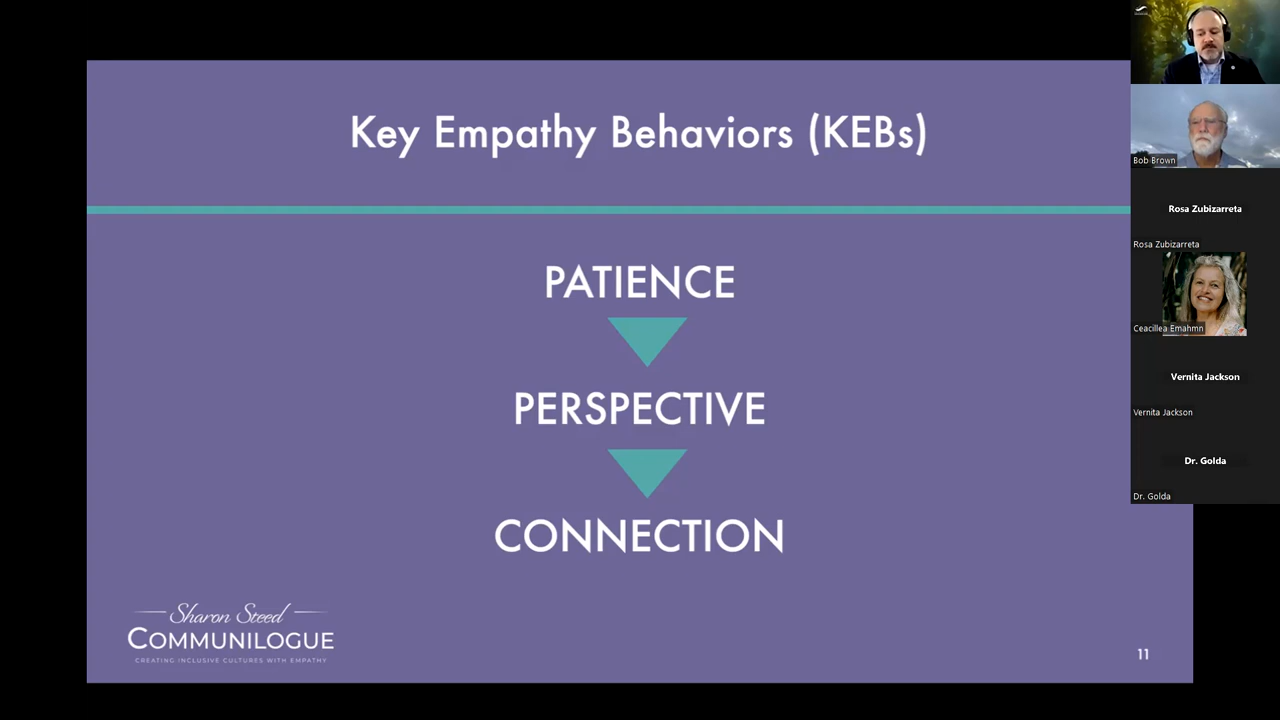 Key Empathy Behaviors (KEBs)
PATIENCE
PERSPECTIVE
CONNECTION
Sharon Steed
COMMUNILOGUE
CREATING INCLUSIVE CULTURES WITH EMPATHY
11
Bob Brown
Rosa Zubizarreta
Rosa Zubizarreta
Ceacillea Emahmn
Vernita Jackson
Vernita Jackson
Dr. Golda
Dr. Golda